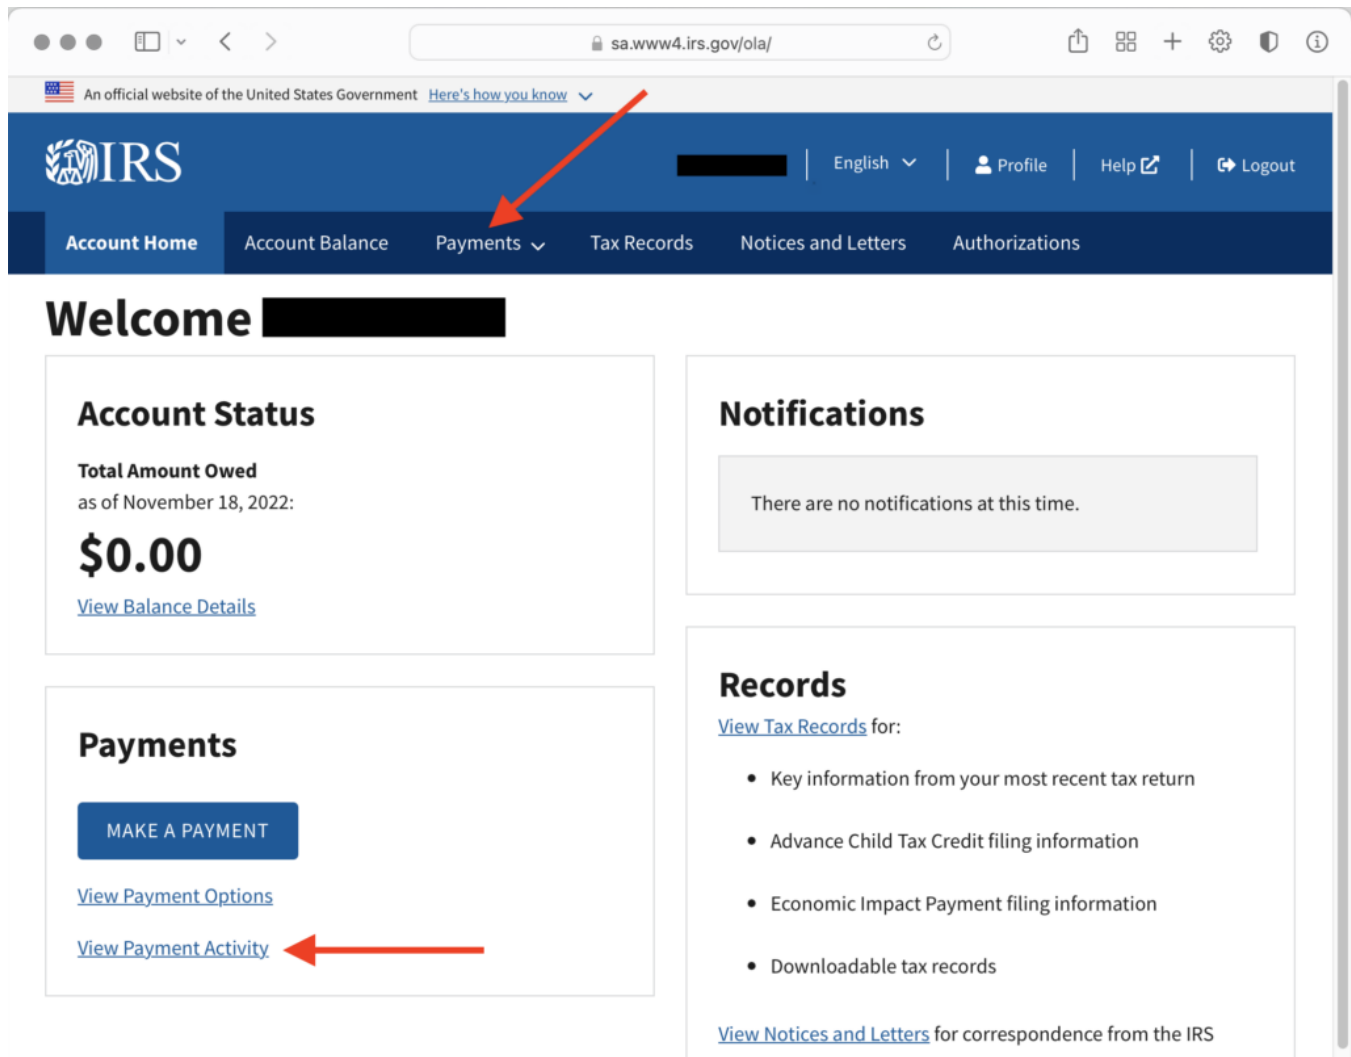 sa.www4.irs.gov/ola/
An official website of the United States Government Here's how you know
IRS
English
Profile
Help
Logout
Account Home
Account Balance
Payments
Tax Records
Notices and Letters
Authorizations
Welcome
Account Status
Total Amount Owed
as of November 18, 2022:
$0.00
View Balance Details
Payments
MAKE A PAYMENT
View Payment Options
View Payment Activity
Notifications
There are no notifications at this time.
Records
View Tax Records for:
• Key information from your most recent tax return
• Advance Child Tax Credit filing information
• Economic Impact Payment filing information
• Downloadable tax records
View Notices and Letters for correspondence from the IRS